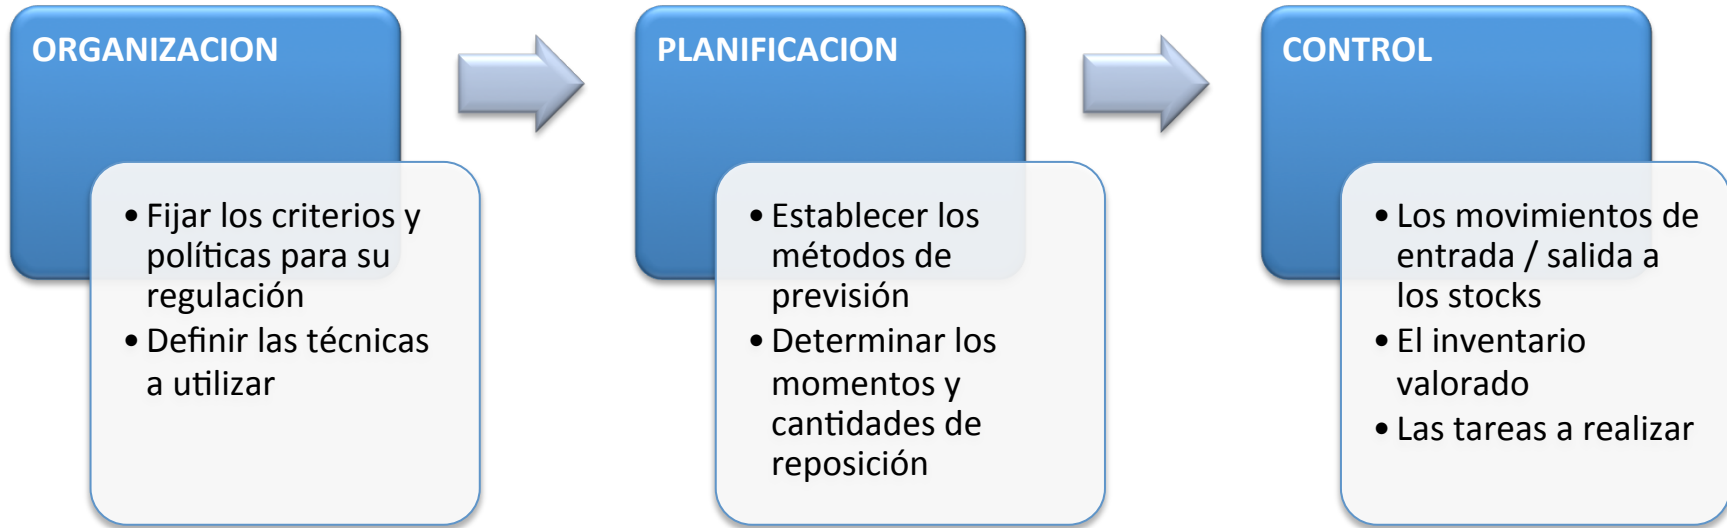 ORGANIZACION
• Fijar los criterios y
políticas para su
regulación
• Definir las técnicas
a utilizar
PLANIFICACION
• Establecer los
métodos de
previsión
• Determinar los
momentos y
cantidades de
reposición
CONTROL
• Los movimientos de
entrada / salida a
los stocks
• El inventario
valorado
• Las tareas a realizar